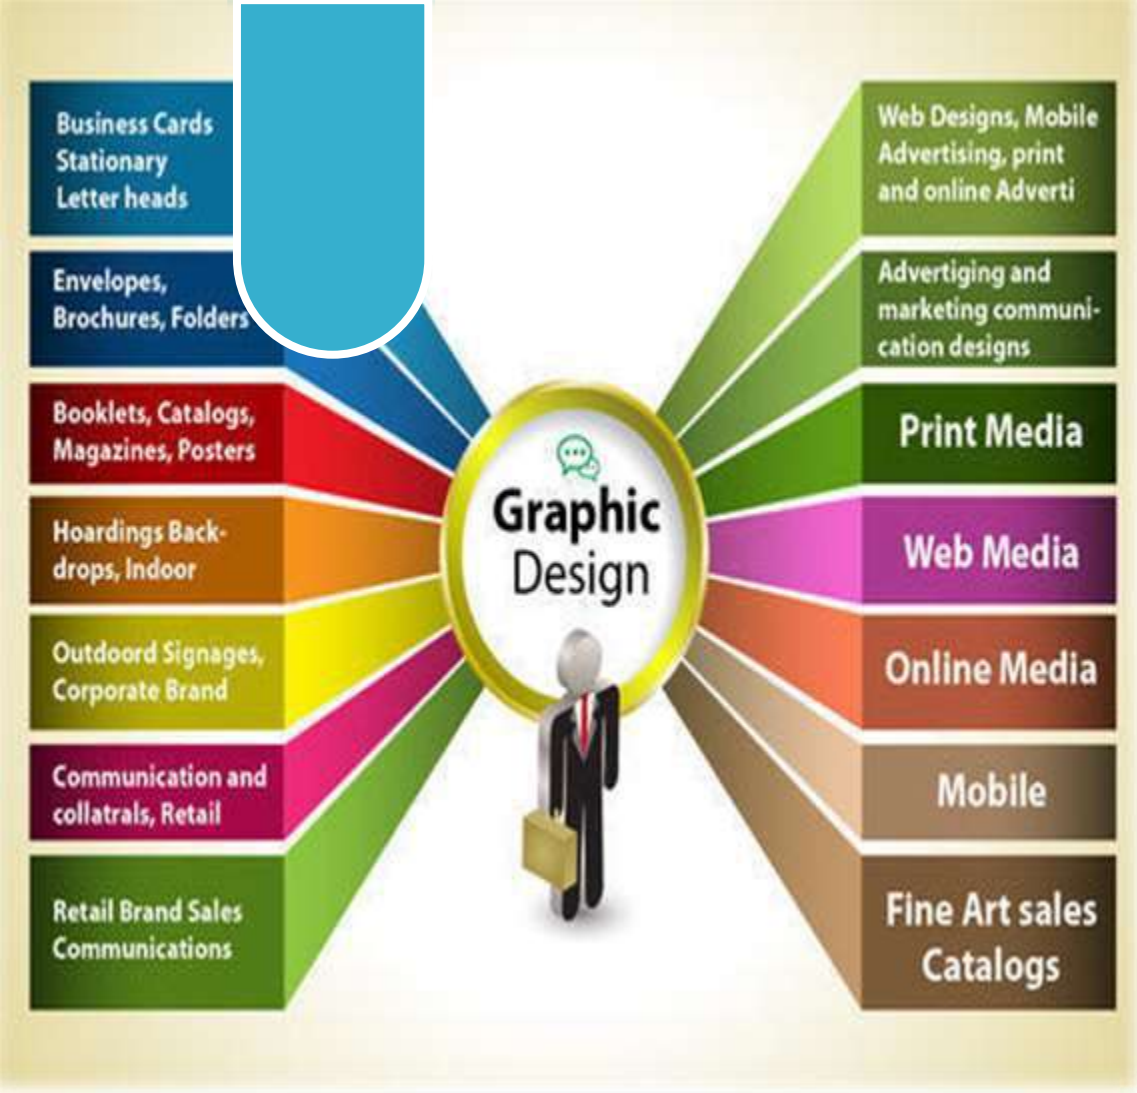 Business Cards
Stationary
Letter heads
Envelopes,
Brochures, Folders
Booklets, Catalogs,
Magazines, Posters
Hoardings Back-
drops, Indoor
Outdoord Signages,
Corporate Brand
Communication and
collatrals, Retail
Retail Brand Sales
Communications
Graphic
Design
Web Designs, Mobile
Advertising, print
and online Adverti
Advertiging and
marketing communi-
cation designs
Print Media
Web Media
Online Media
Mobile
Fine Art sales
Catalogs